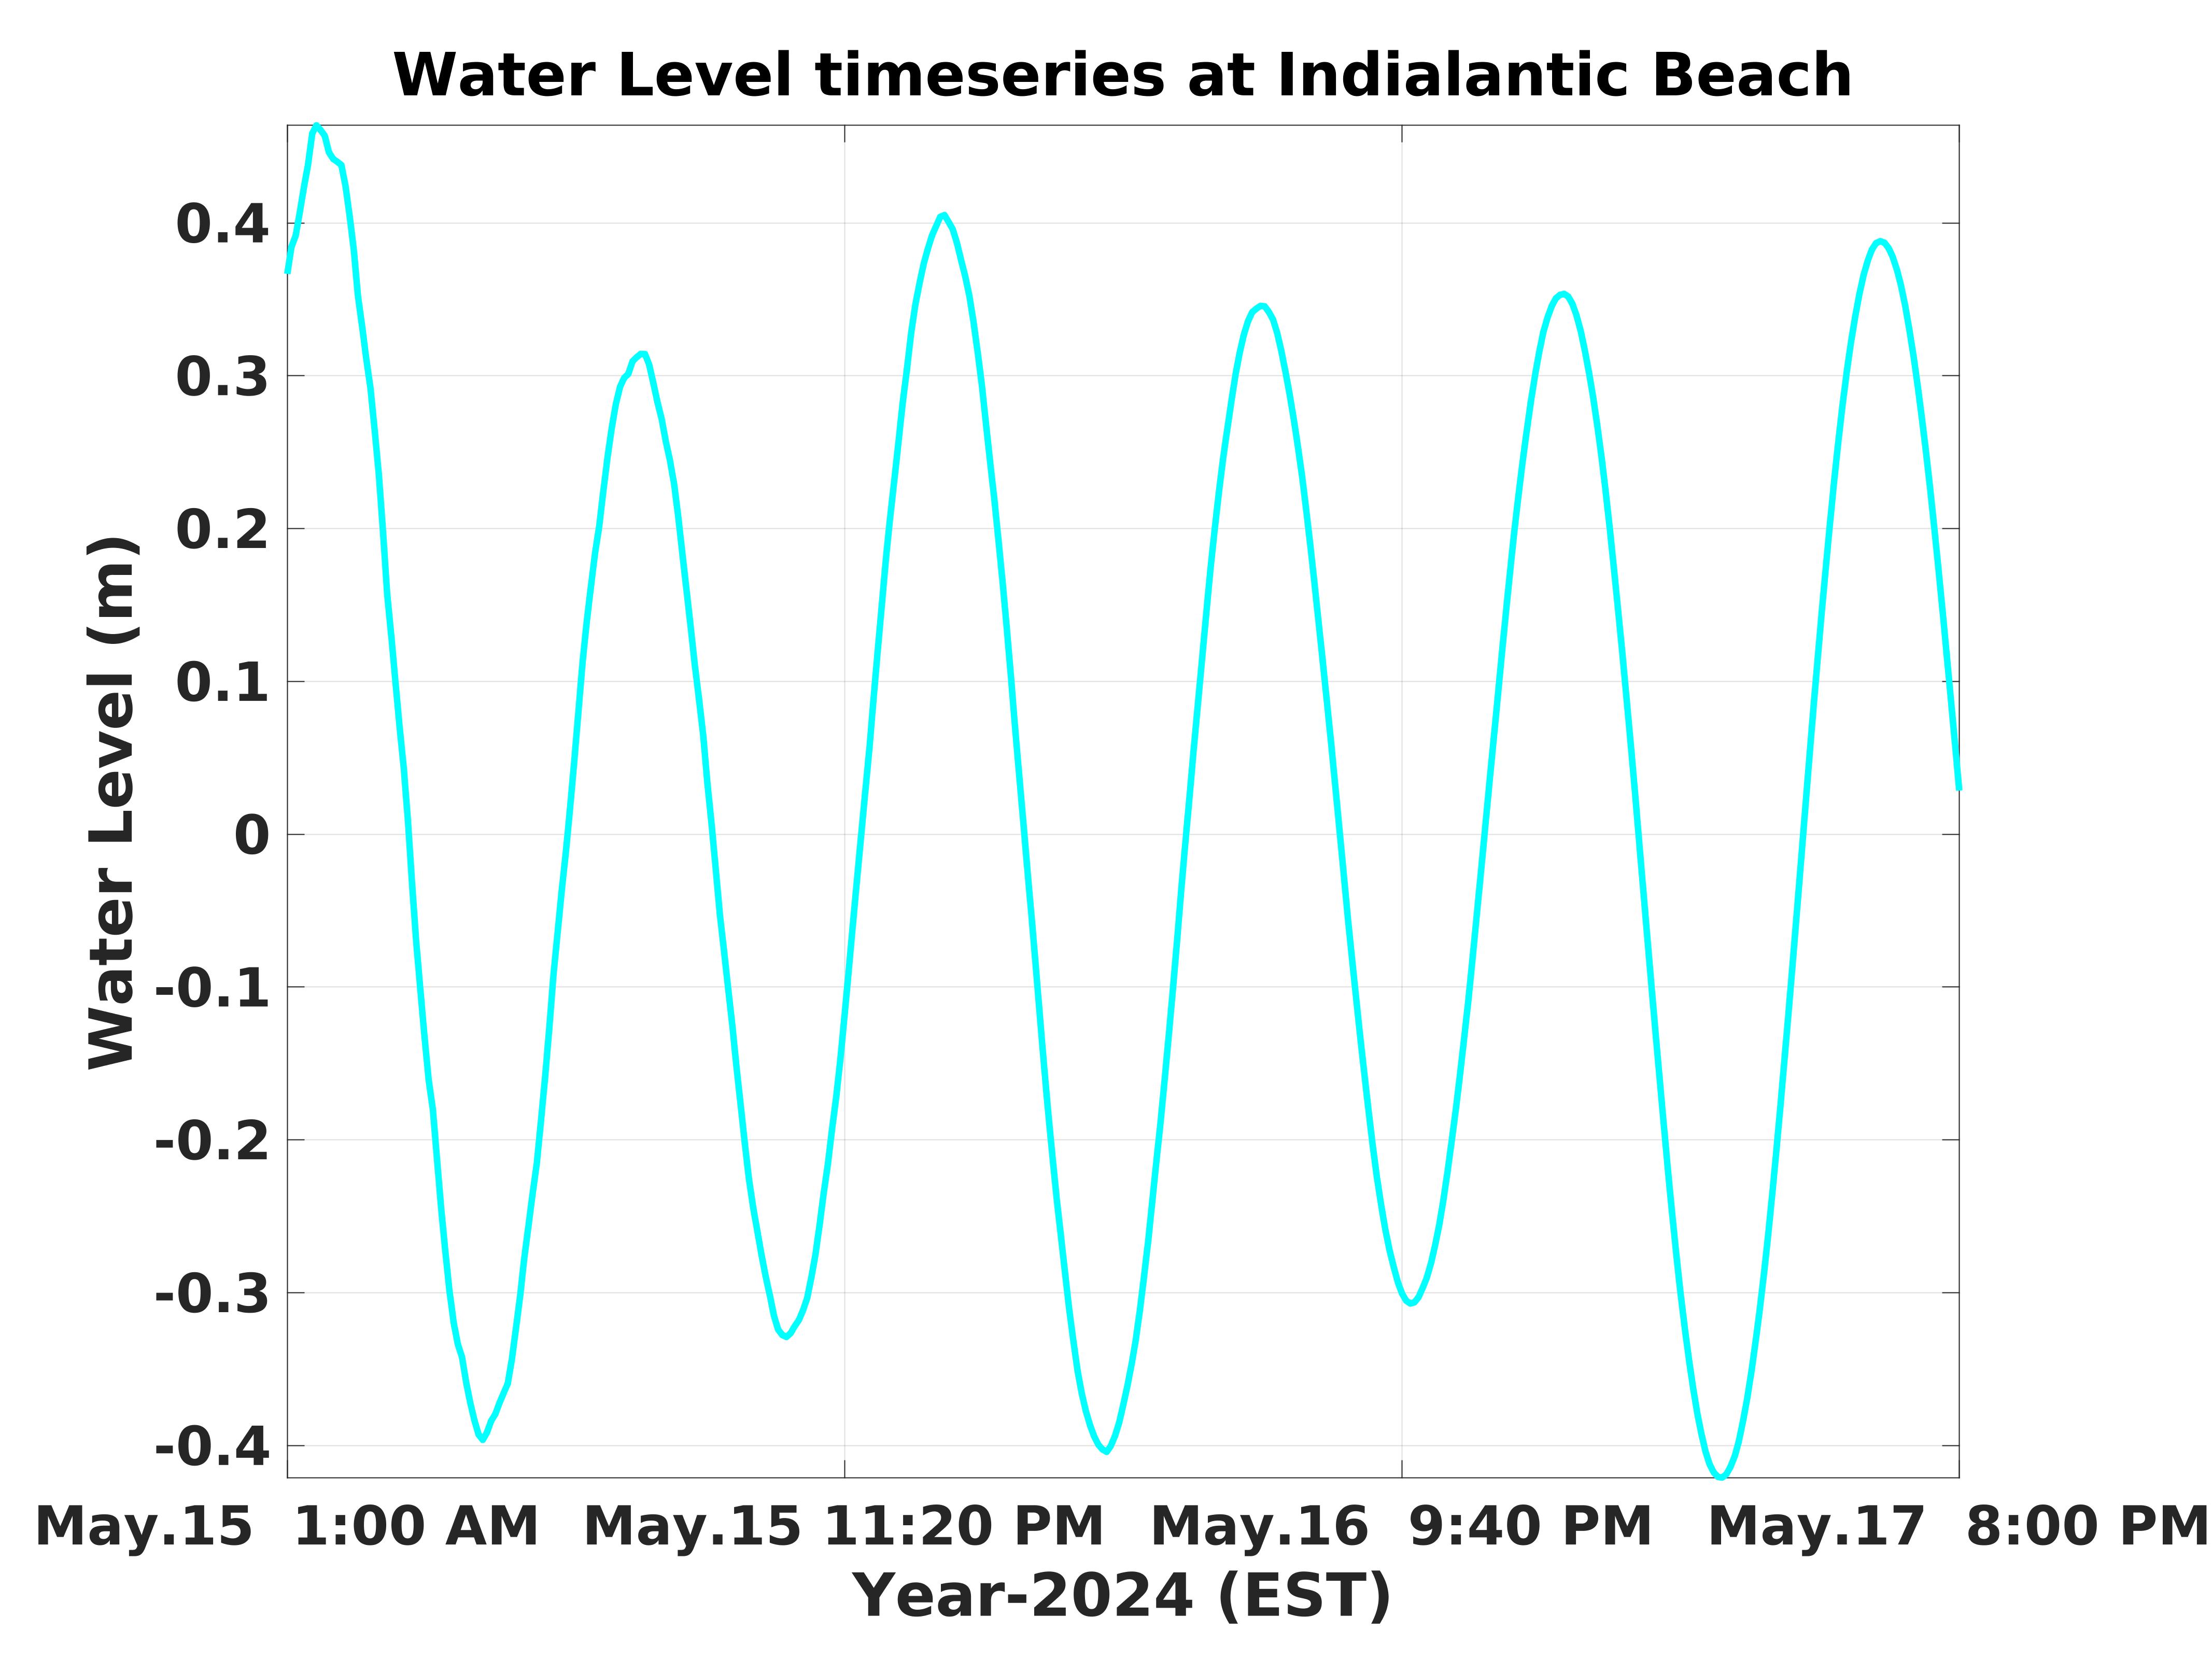 Water Level timeseries at Indialantic Beach
Water Level (m)
0.4
0.3
0.2
0.1
0
-0.1
-0.2
-0.3
-0.4
May.15  1:00 AM
May.15 11:20 PM
May.16  9:40 PM
May.17  8:00 PM
Year-2024 (EST)